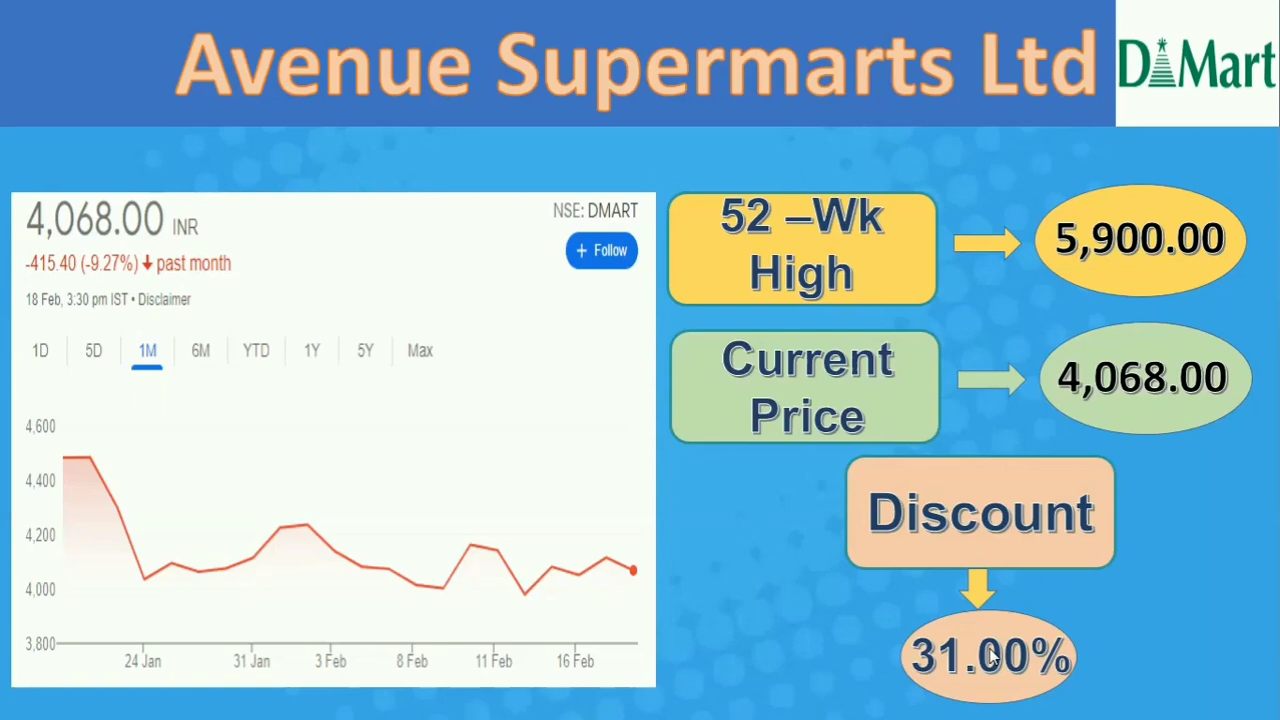 Avenue Supermarts Ltd
D Mart
4,068.00 INR
NSE: DMART
-415.40 (-9.27%) ↓ past month
+ Follow
18 Feb, 3:30 pm IST • Disclaimer
1D 5D 1M 6M YTD 1Y 5Y Max
4,600
4,400
4,200
4,000
3,800
24 Jan 31 Jan 3 Feb 8 Feb 11 Feb 16 Feb
52 –Wk
High
5,900.00
Current
Price
4,068.00
Discount
31.00%